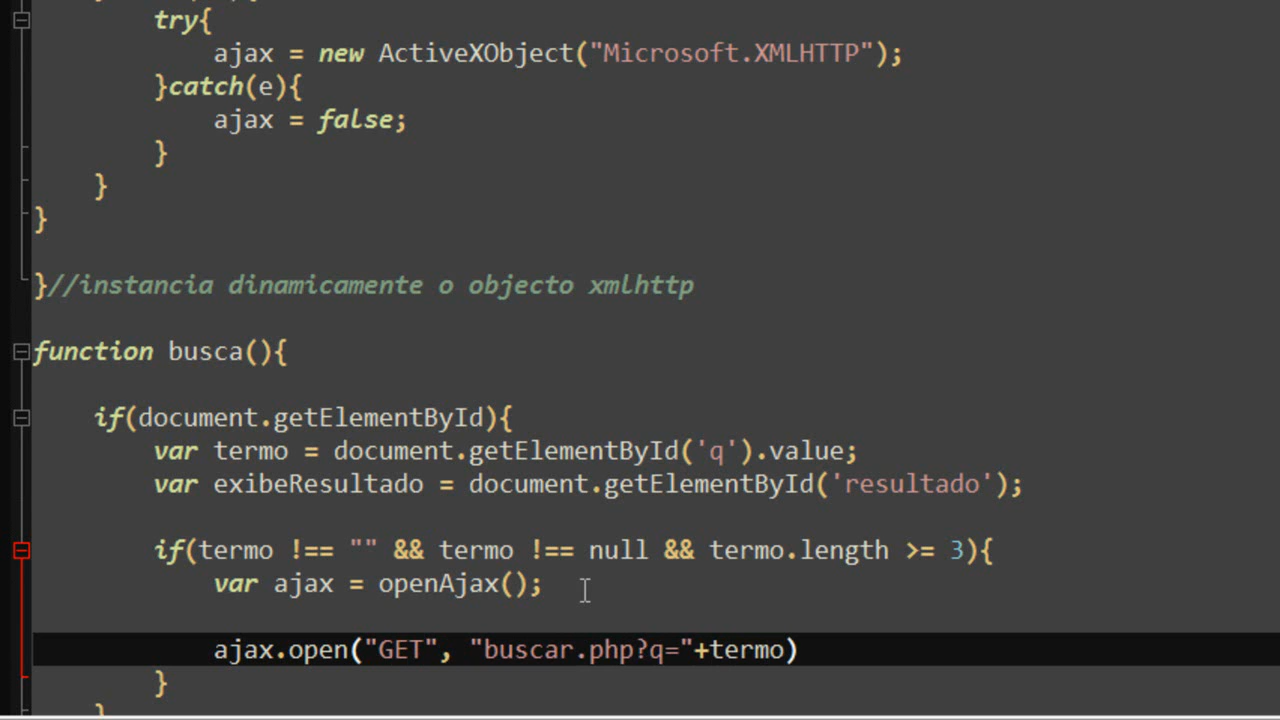 try{
ajax = new ActiveXObject("Microsoft.XMLHTTP");
}catch(e){
ajax = false;
}
}
}
}//instancia dinamicamente o objecto xmlhttp
function busca(){
if(document.getElementById){
var termo = document.getElementById('q').value;
var exibeResultado = document.getElementById('resultado');
if(termo !== "" && termo !== null && termo.length >= 3){
var ajax = openAjax();
ajax.open("GET", "buscar.php?q="+termo)
}
}